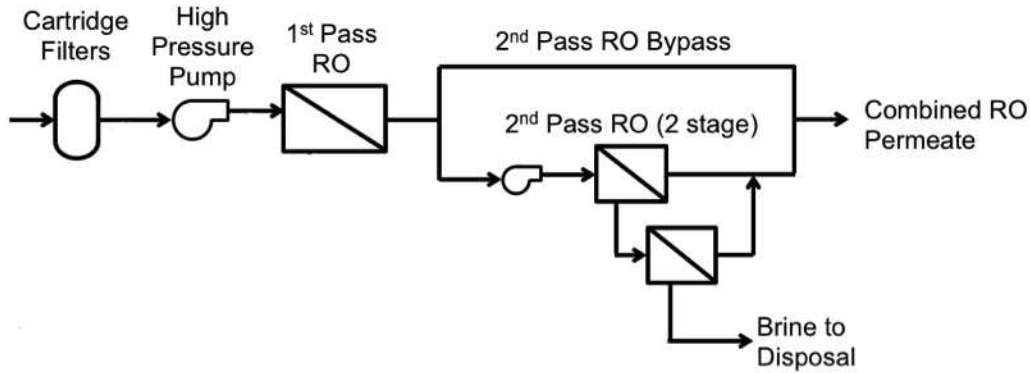 Cartridge
Filters
High
Pressure
Pump
1st Pass
RO
2nd Pass RO Bypass
2nd Pass RO (2 stage)
Combined RO
Permeate
Brine to
Disposal